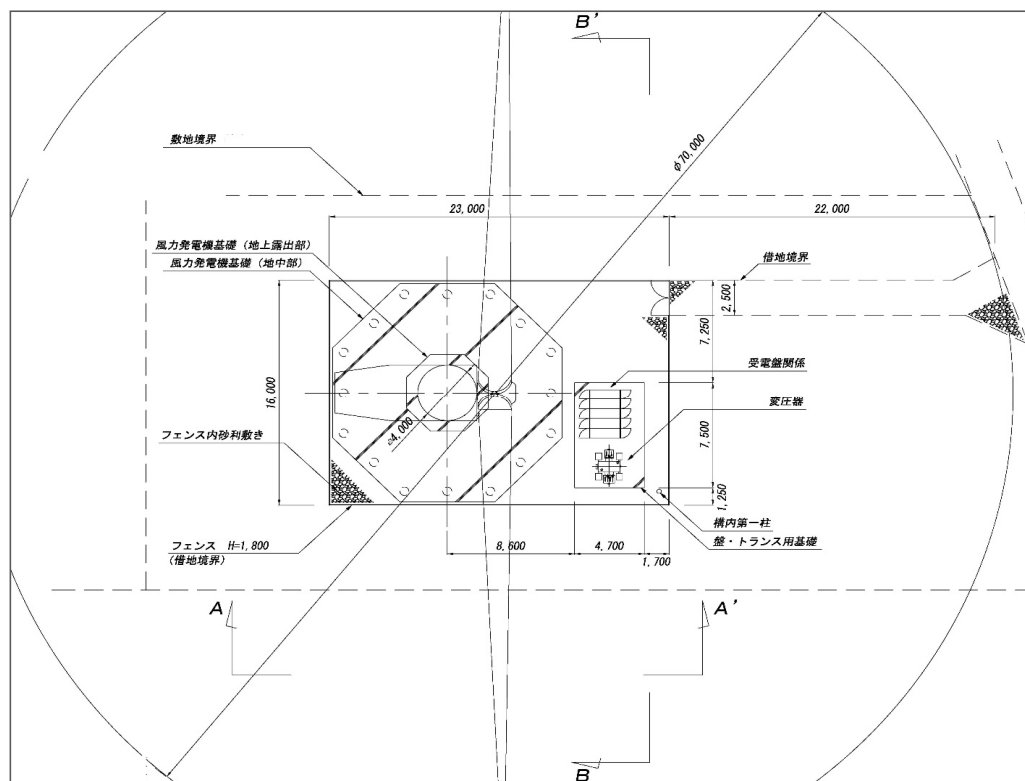 B'
敷地境界
φ70,000
23,000
22,000
風力発電機基礎(地上露出部)
風力発電機基礎(地中部)
借地境界
2,500
7,250
受電盤関係
16,000
変圧器
ø4,000
7,500
フェンス内砂利敷き
1,250
構内第一柱
フェンス H=1,800
(借地境界)
8,600
4,700
1,700
盤・トランス用基礎
A
A'
B